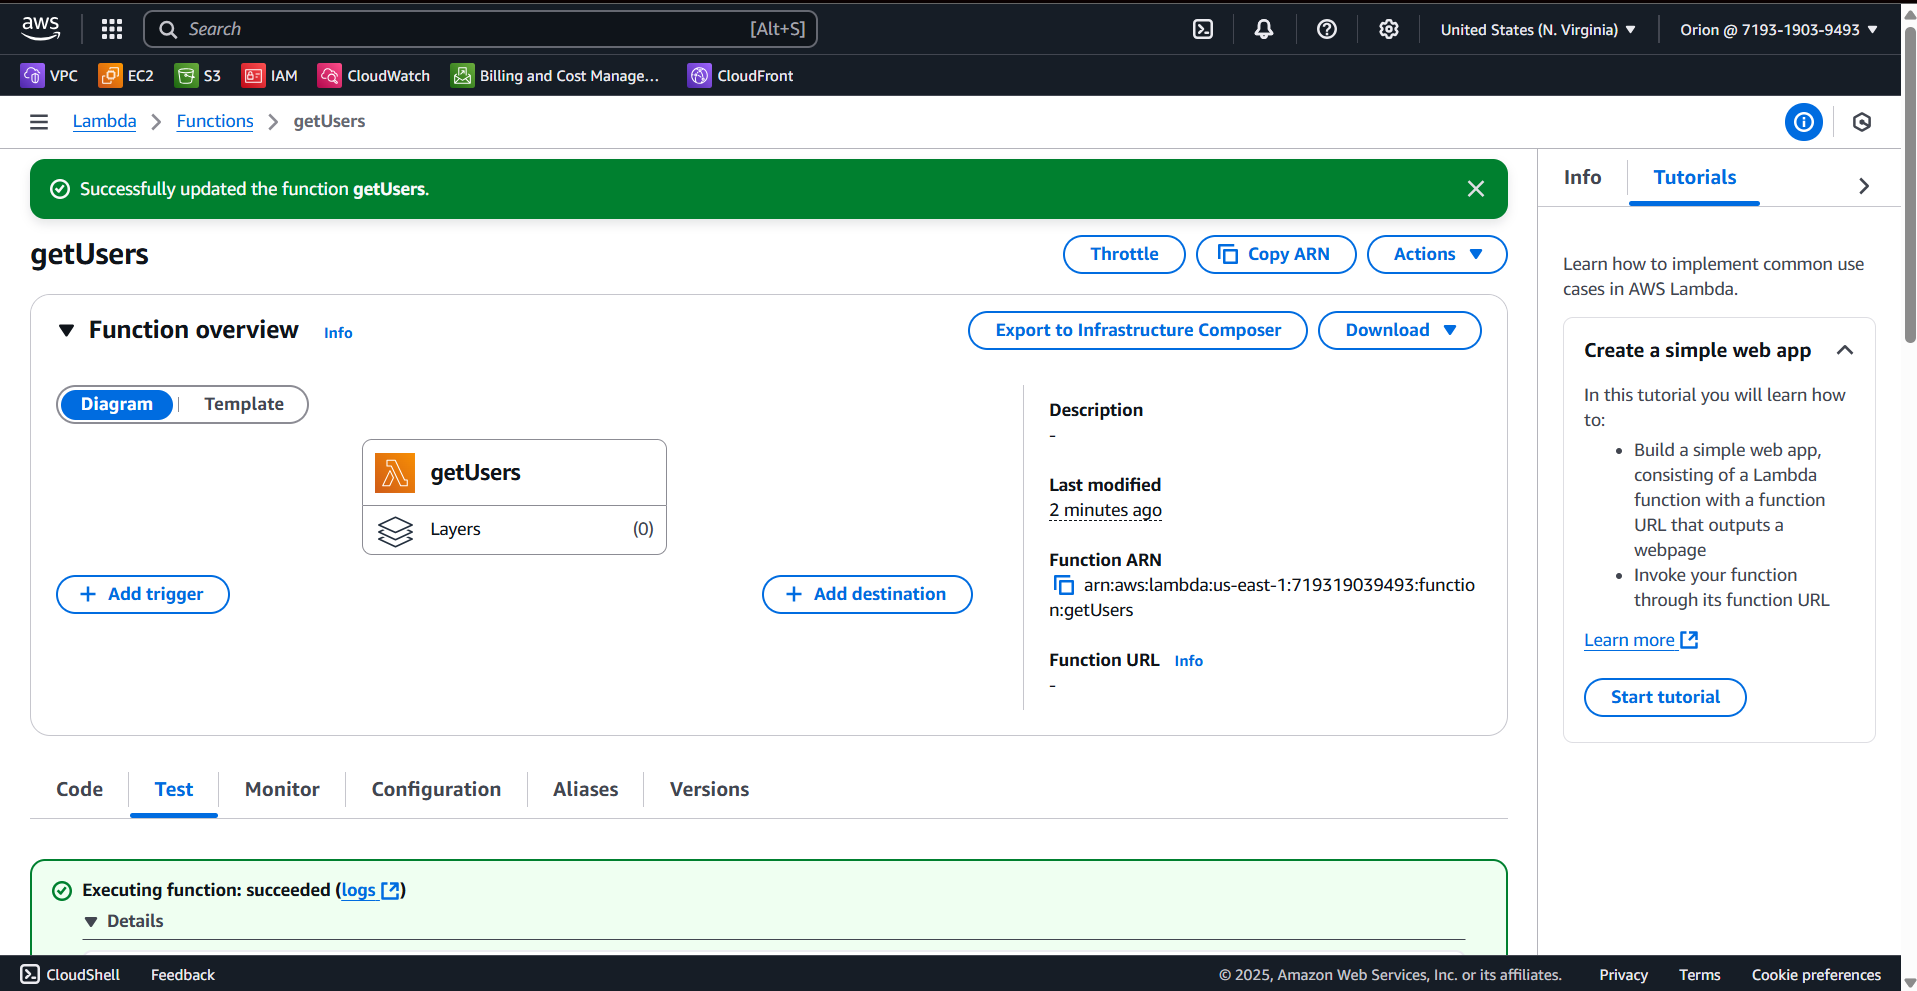 aws
Search
[Alt+S]
United States (N. Virginia)
Orion @ 7193-1903-9493
VPC
EC2
S3
IAM
CloudWatch
Billing and Cost Manage...
CloudFront
Lambda
Functions
getUsers
Successfully updated the function getUsers.
getUsers
Throttle
Copy ARN
Actions
Function overview
Info
Export to Infrastructure Composer
Download
Diagram
Template
getUsers
Layers
(0)
Add trigger
Add destination
Description
-
Last modified
2 minutes ago
Function ARN
arn:aws:lambda:us-east-1:719319039493:functio
n:getUsers
Function URL
Info
-
Code
Test
Monitor
Configuration
Aliases
Versions
Executing function: succeeded (logs)
Details
Info
Tutorials
Learn how to implement common use
cases in AWS Lambda.
Create a simple web app
In this tutorial you will learn how
to:
• Build a simple web app,
consisting of a Lambda
function with a function
URL that outputs a
webpage
• Invoke your function
through its function URL
Learn more
Start tutorial
CloudShell
Feedback
© 2025, Amazon Web Services, Inc. or its affiliates.
Privacy
Terms
Cookie preferences